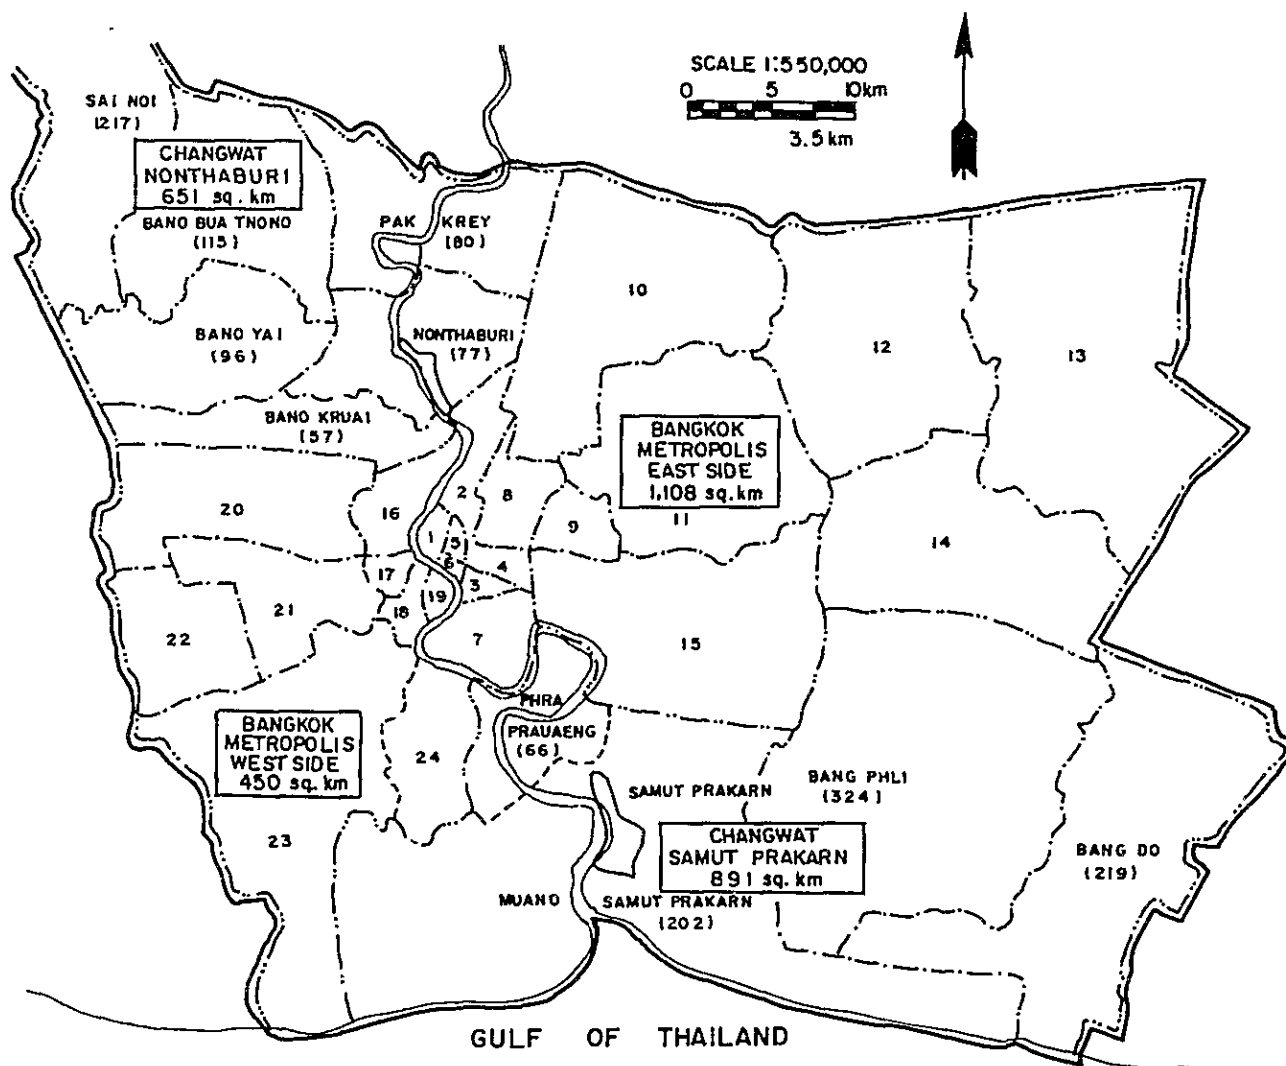 SCALE 1:550,000
0 5 10km
3.5 km
SAI NOI
(217)
CHANGWAT
NONTHABURI
651 sq. km
BANO BUA TNONO
(115)
PAK KREY
(80)
10
BANO YAI
(96)
NONTHABURI
(77)
12
13
BANO KRUAI
(57)
BANGKOK
METROPOLIS
EAST SIDE
1,108 sq. km
20
16
2
8
9
11
1
5
14
17
6
4
3
21
18
19
22
7
15
PHRA
PRAUAENG
(66)
BANGKOK
METROPOLIS
WEST SIDE
450 sq. km
24
SAMUT PRAKARN
BANG PHLI
(324)
23
CHANGWAT
SAMUT PRAKARN
891 sq. km
BANG DO
(219)
MUANO SAMUT PRAKARN
(202)
GULF OF THAILAND